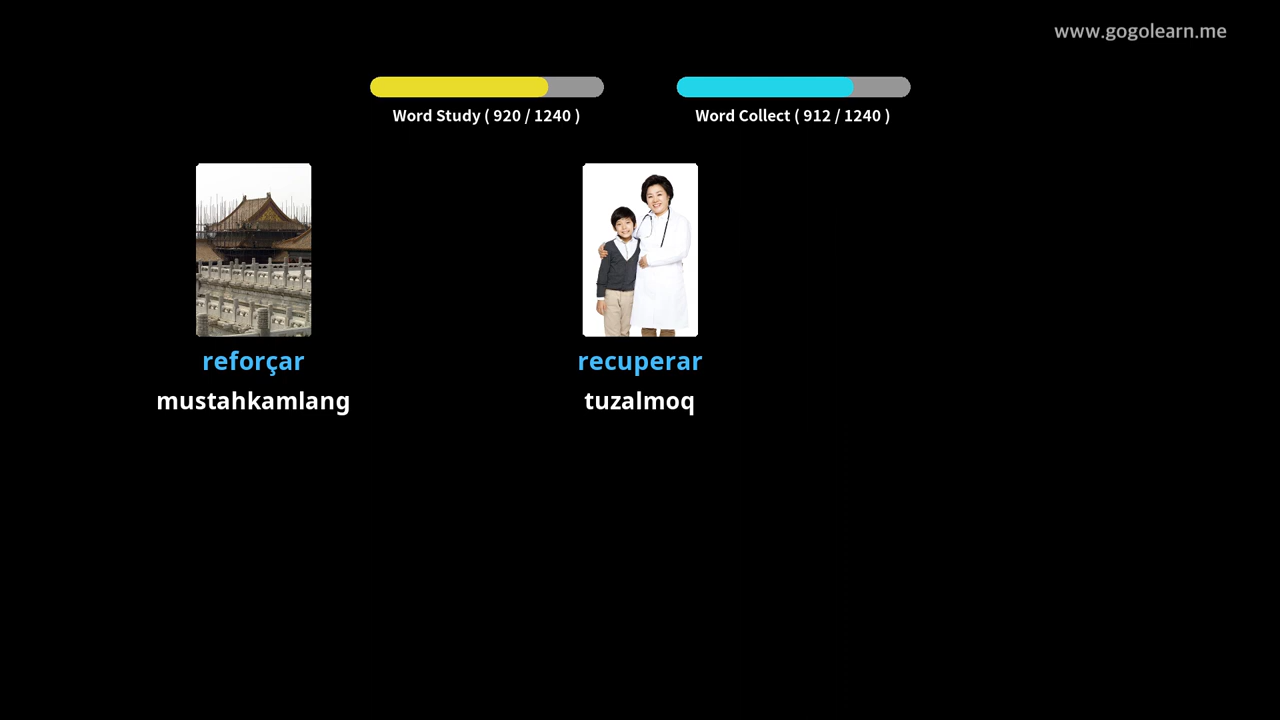 www.gogolearn.me
Word Study ( 920 / 1240 )
Word Collect ( 912 / 1240 )
reforçar
mustahkamlang
recuperar
tuzalmoq